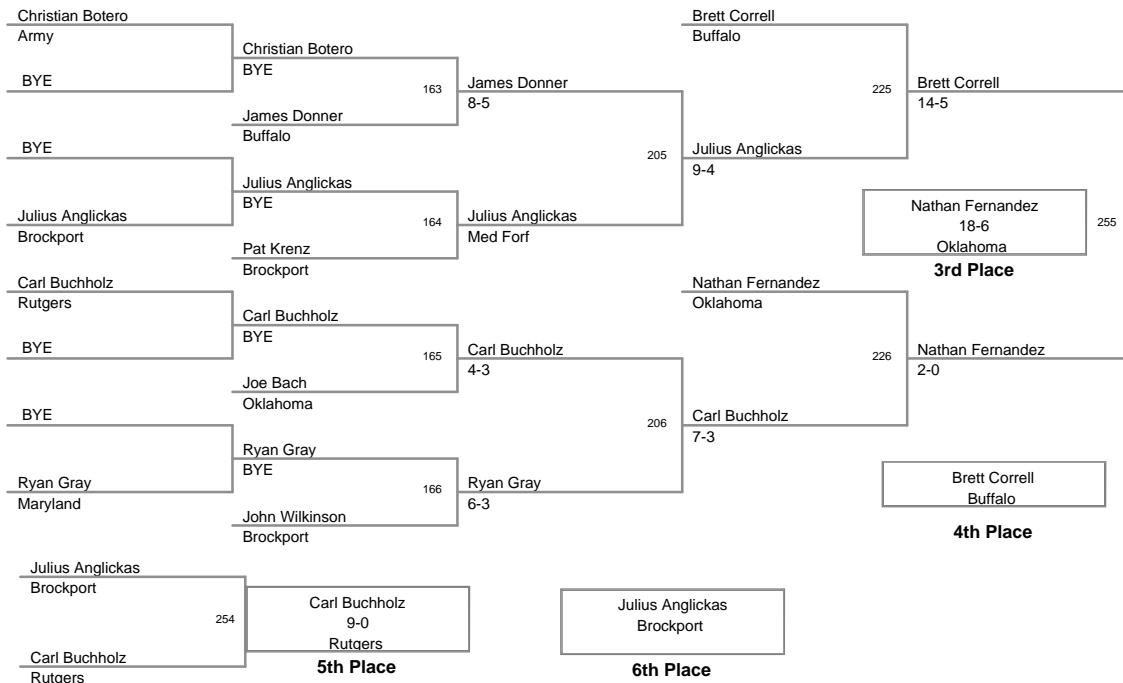 Christian Botero
Army
BYE
BYE
Julius Anglickas
Brockport
Carl Buchholz
Rutgers
BYE
BYE
Ryan Gray
Maryland
Christian Botero
BYE
163
James Donner
Buffalo
Julius Anglickas
BYE
164
Pat Krenz
Brockport
Carl Buchholz
BYE
165
Joe Bach
Oklahoma
Ryan Gray
BYE
166
John Wilkinson
Brockport
James Donner
8-5
205
Julius Anglickas
Med Forf
Carl Buchholz
4-3
206
Ryan Gray
6-3
Brett Correll
Buffalo
225
Julius Anglickas
9-4
Nathan Fernandez
Oklahoma
226
Carl Buchholz
7-3
Brett Correll
14-5
Nathan Fernandez
18-6
Oklahoma
255
3rd Place
Nathan Fernandez
2-0
Brett Correll
Buffalo
4th Place
Julius Anglickas
Brockport
254
Carl Buchholz
Rutgers
Carl Buchholz
9-0
Rutgers
5th Place
Julius Anglickas
Brockport
6th Place